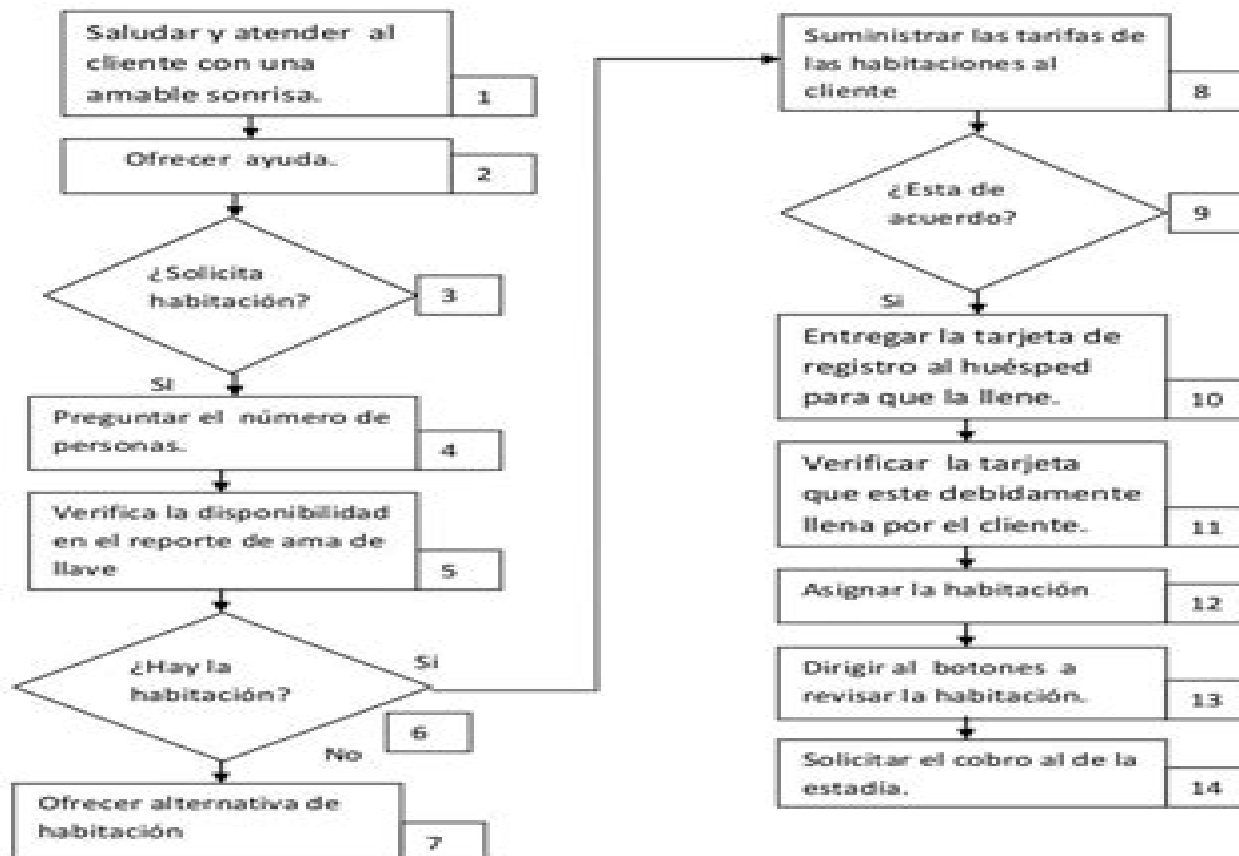 Saludar y atender al
cliente con una
amable sonrisa.
1
Ofrecer ayuda.
2
¿Solicita
habitación?
3
Si
Preguntar el número de
personas.
4
Verifica la disponibilidad
en el reporte de ama de
llave
5
¿Hay la
habitación?
Si
6
No
Ofrecer alternativa de
habitación
7
Suministrar las tarifas de
las habitaciones al
cliente
8
¿Esta de
acuerdo?
9
Si
Entregar la tarjeta de
registro al huésped
para que la llene.
10
Verificar la tarjeta
que este debidamente
llena por el cliente.
11
Asignar la habitación
12
Dirigir al botones a
revisar la habitación.
13
Solicitar el cobro al de la
estadía.
14